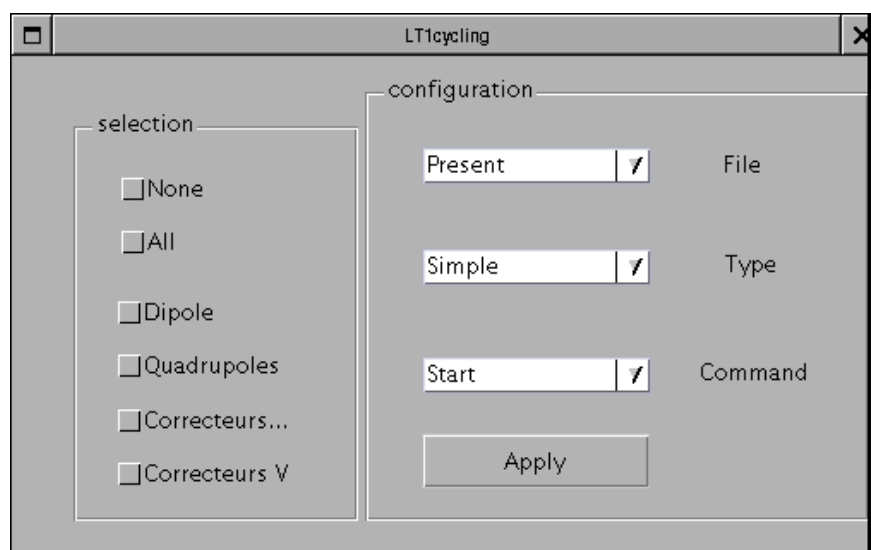 LT1cycling
selection
None
All
Dipole
Quadrupoles
Correcteurs...
Correcteurs V
configuration
Present File
Simple Type
Start Command
Apply